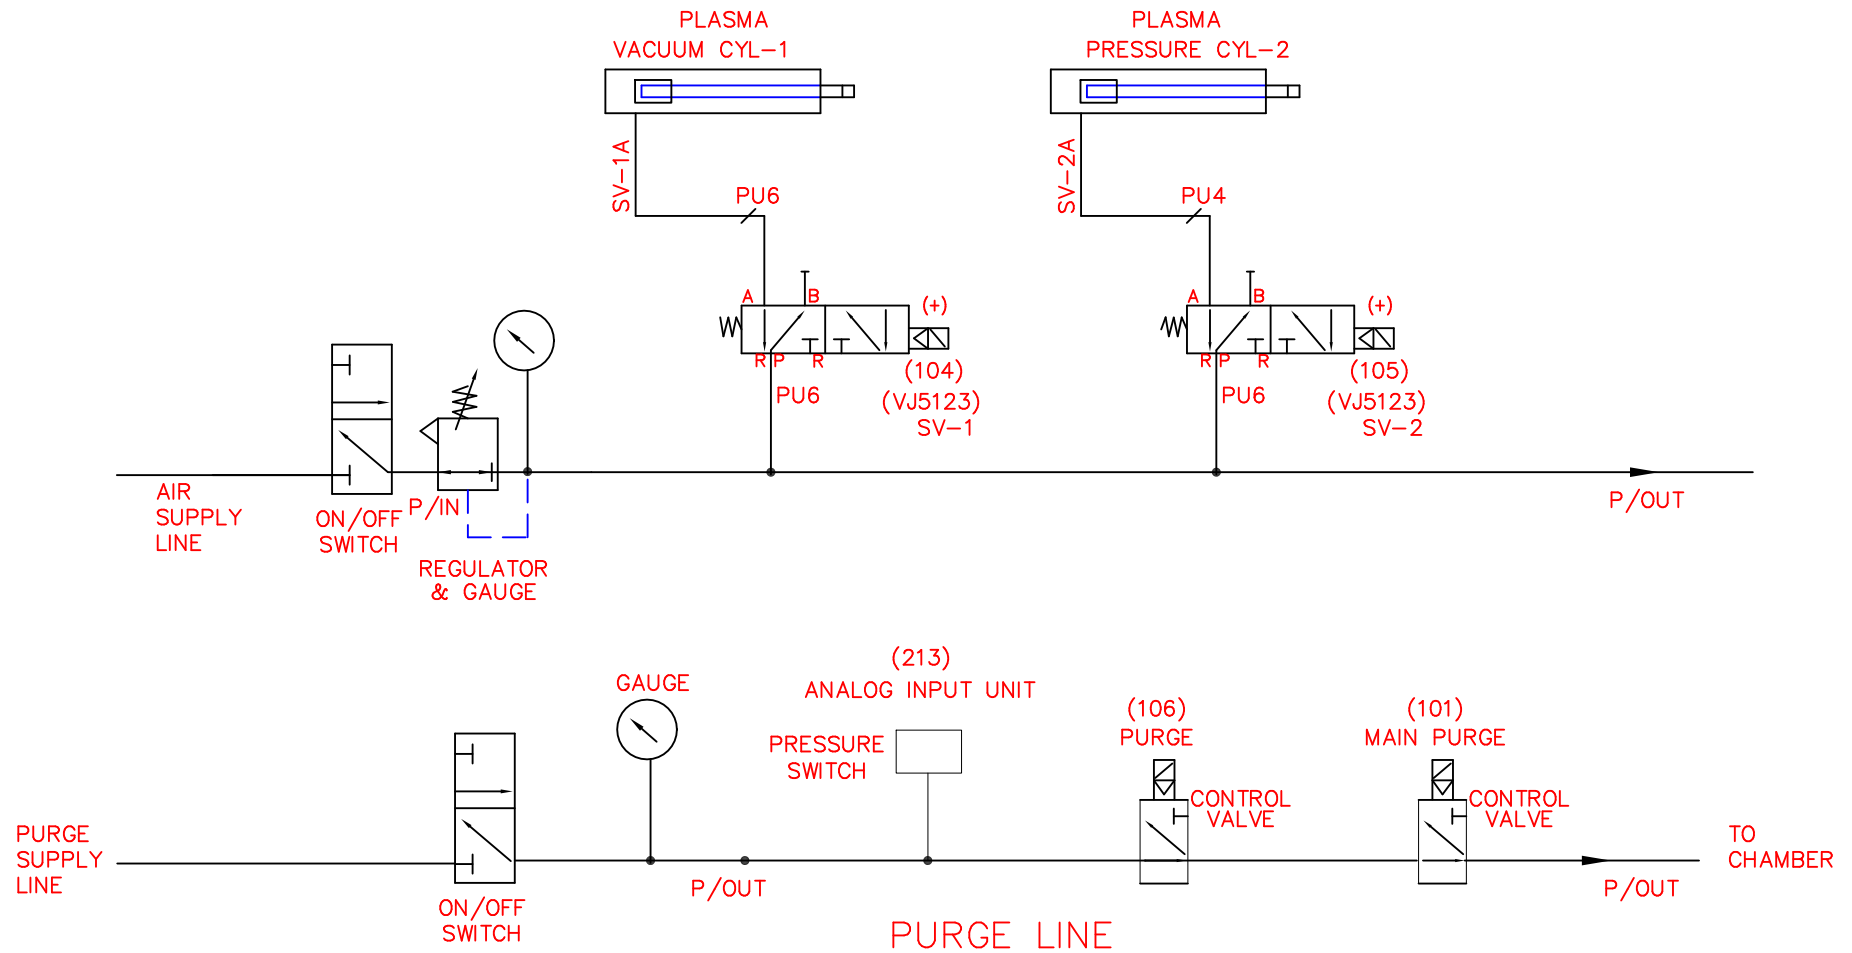 PLASMA
VACUUM CYL-1
PLASMA
PRESSURE CYL-2
SV-1A
PU6
SV-2A
PU4
A
B
(+)
A
B
(+)
R
P
R
(104)
R
P
R
(105)
PU6
(VJ5123)
SV-1
PU6
(VJ5123)
SV-2
AIR
SUPPLY
LINE
ON/OFF
SWITCH
P/IN
P/OUT
REGULATOR
& GAUGE
GAUGE
(213)
ANALOG INPUT UNIT
PRESSURE
SWITCH
(106)
PURGE
(101)
MAIN PURGE
CONTROL
VALVE
CONTROL
VALVE
PURGE
SUPPLY
LINE
TO
CHAMBER
ON/OFF
SWITCH
P/OUT
P/OUT
PURGE LINE